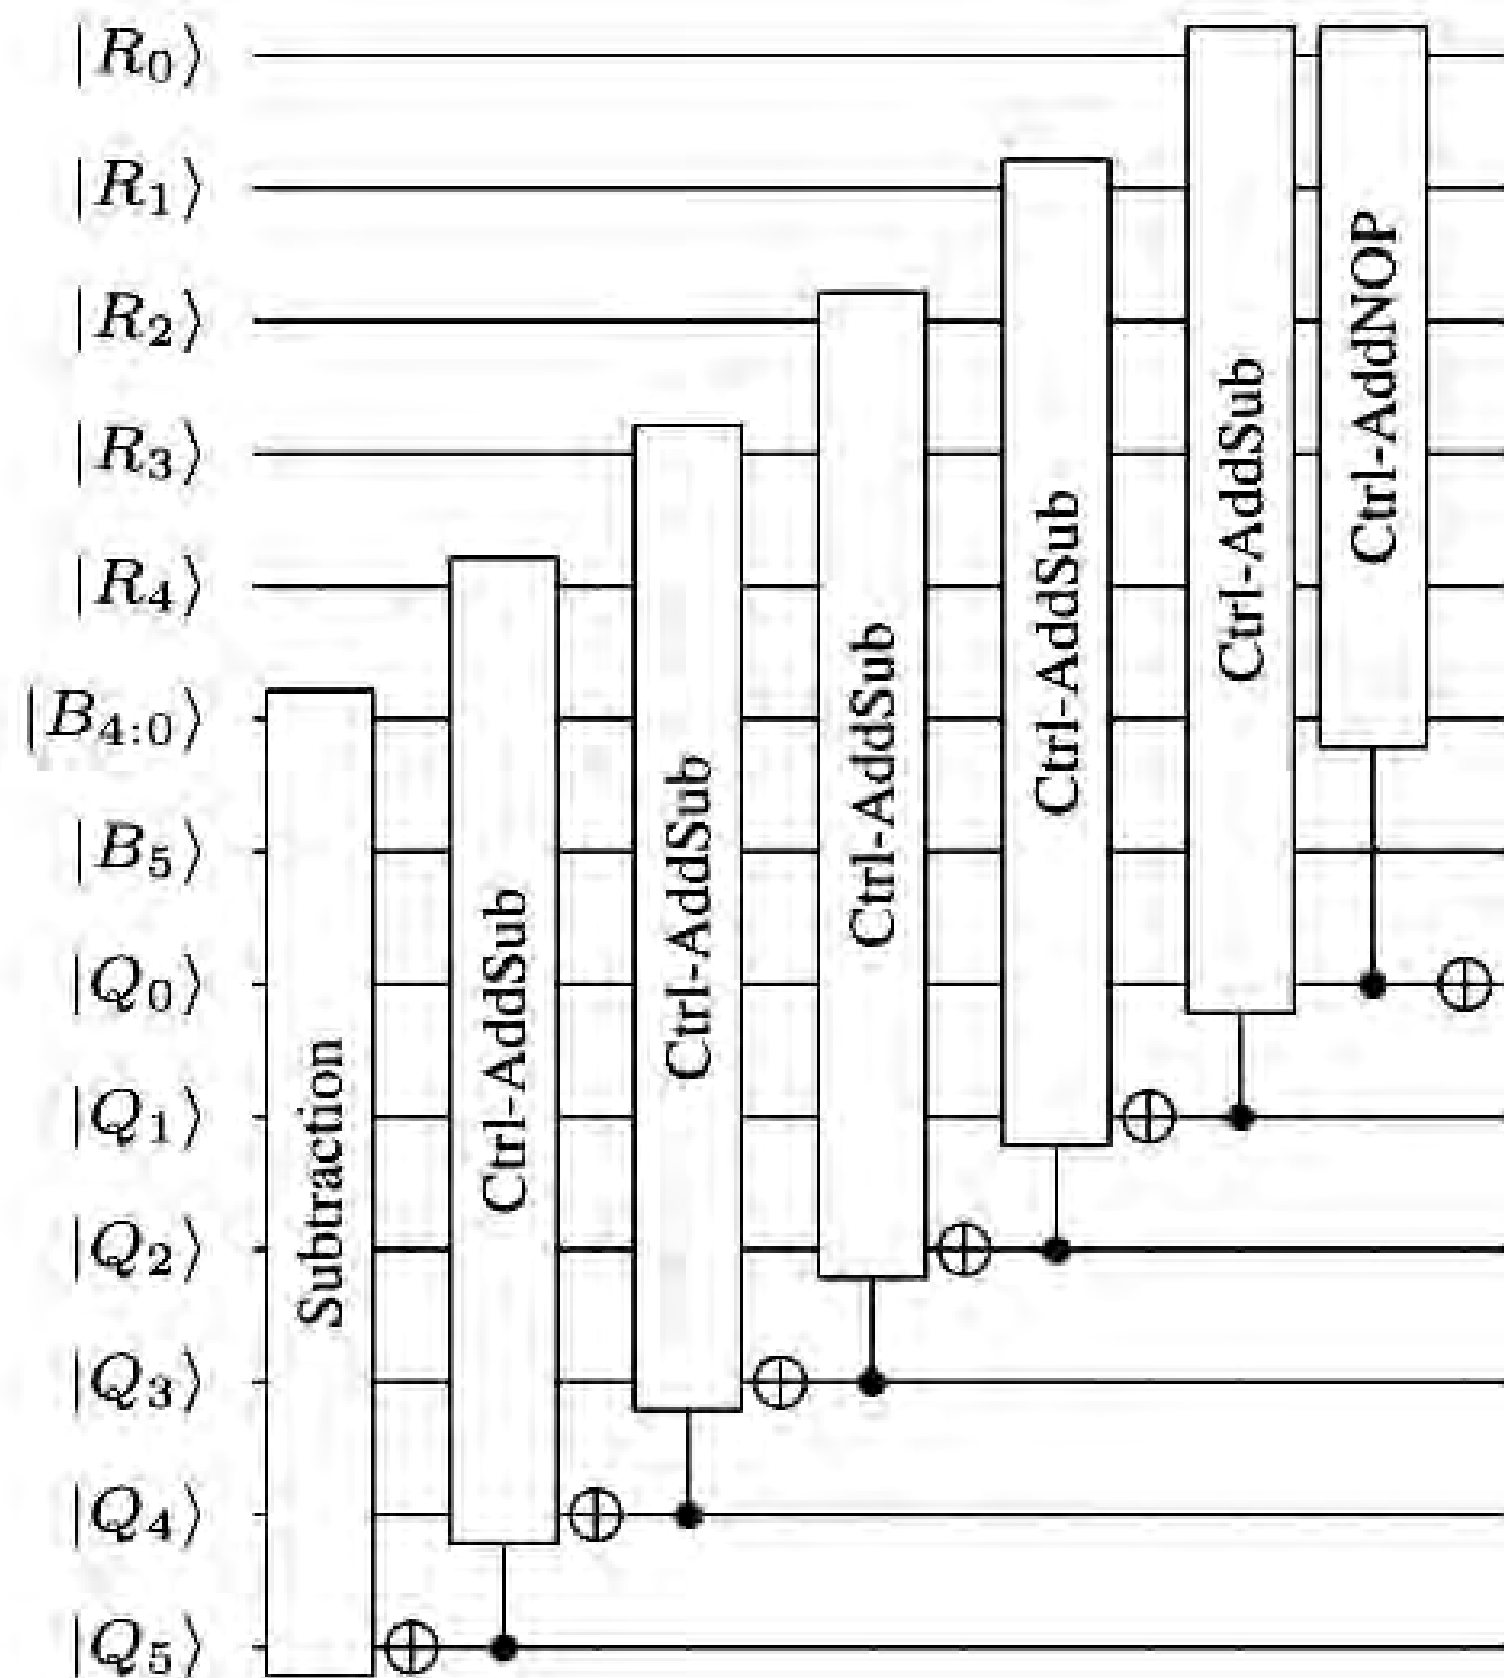 |R₀⟩
|R₁⟩
|R₂⟩
|R₃⟩
|R₄⟩
|B₄:₀⟩
|B₅⟩
|Q₀⟩
|Q₁⟩
|Q₂⟩
|Q₃⟩
|Q₄⟩
|Q₅⟩
Subtraction
Ctrl-AddSub
Ctrl-AddSub
Ctrl-AddSub
Ctrl-AddSub
Ctrl-AddSub
Ctrl-AddNOP